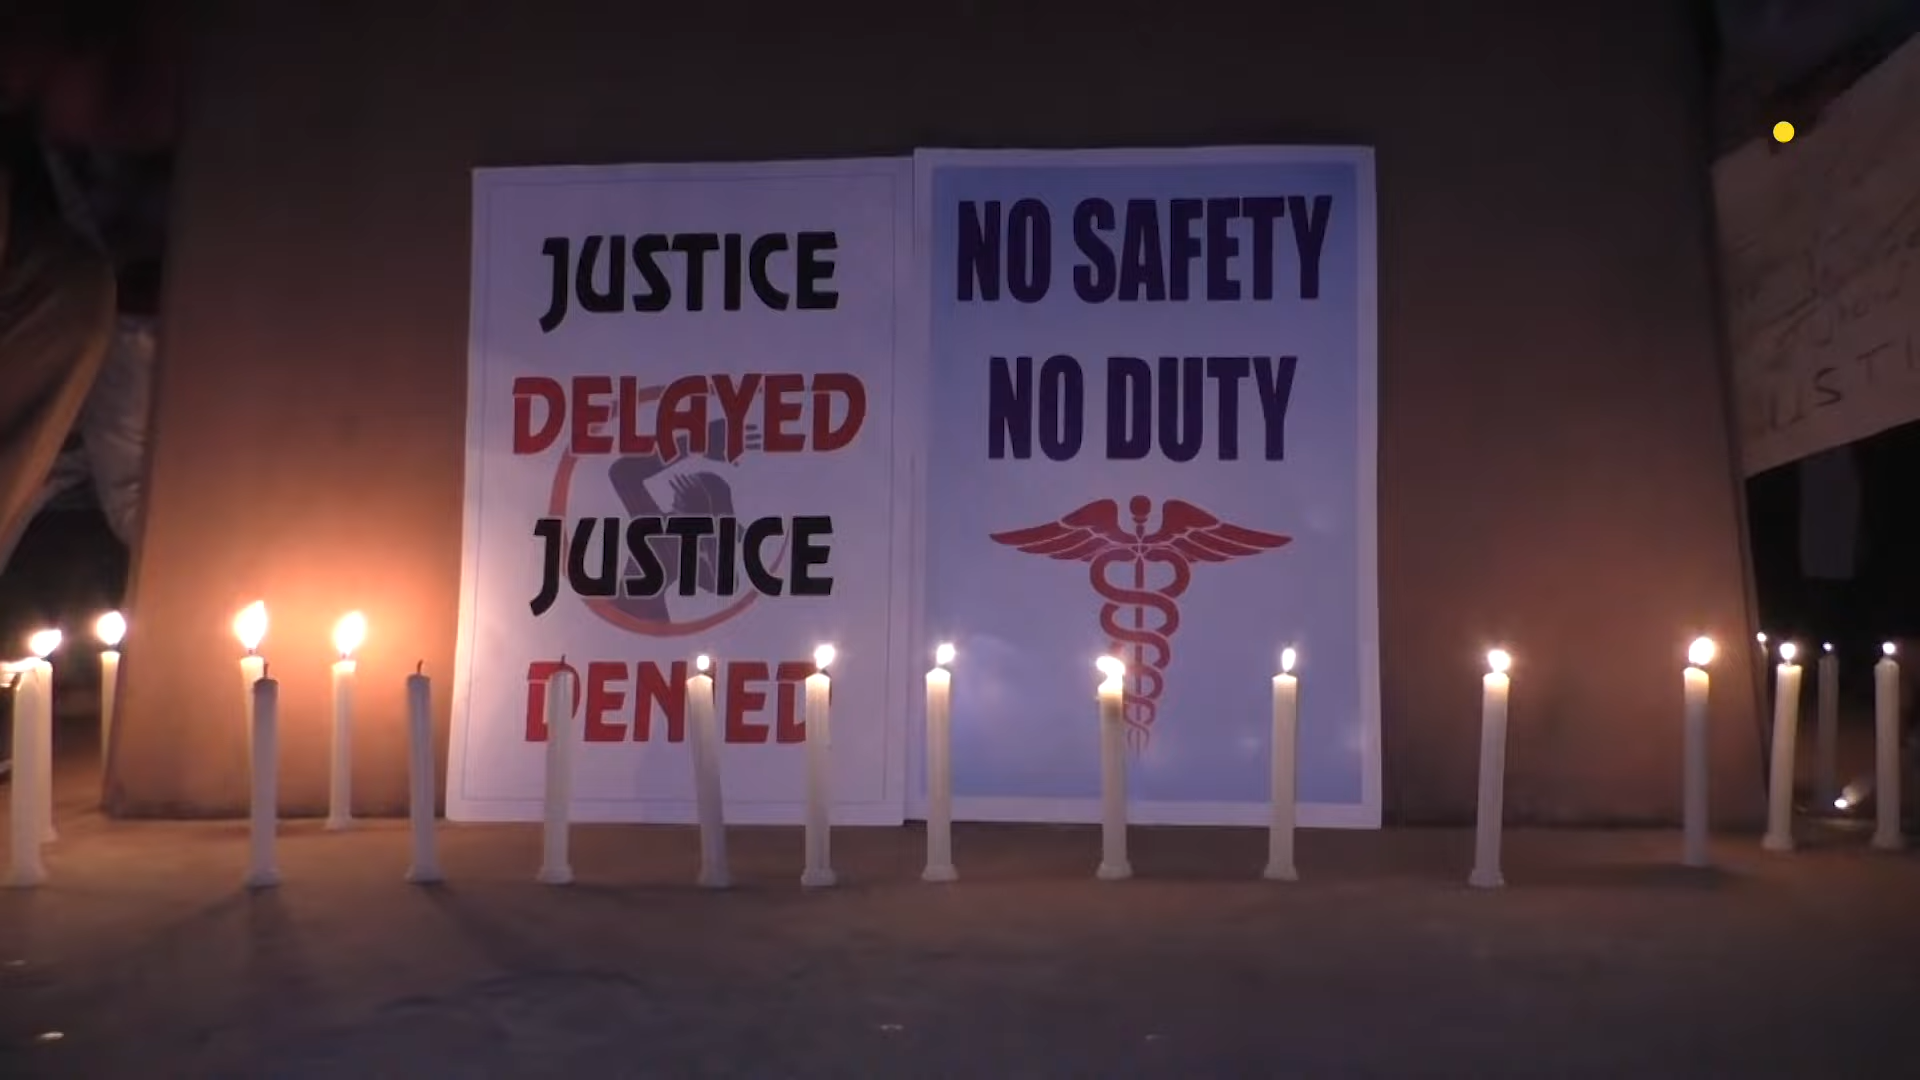 JUSTICE
DELAYED
JUSTICE
DENIED
NO SAFETY
NO DUTY